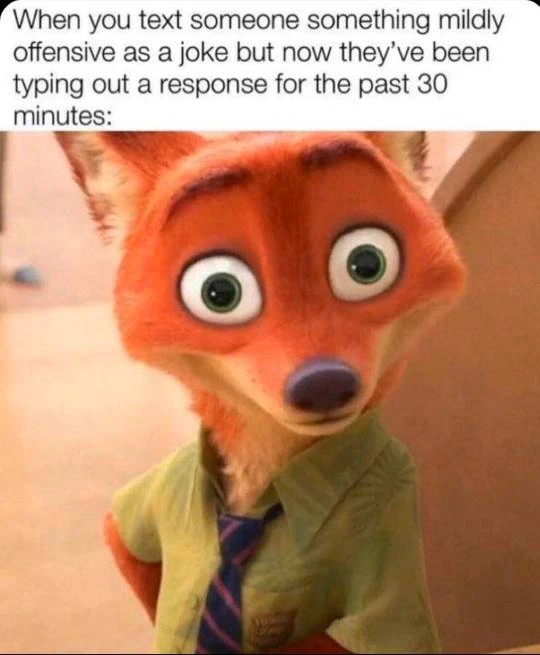 When you text someone something mildly
offensive as a joke but now they've been
typing out a response for the past 30
minutes: